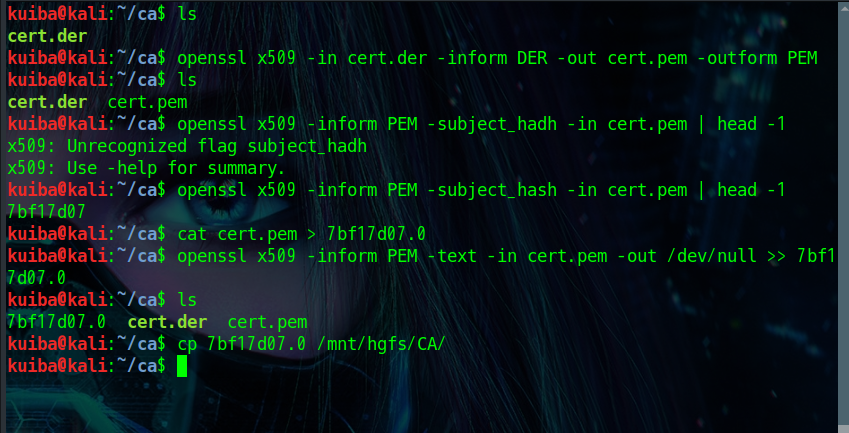 kuiba@kali:~/ca$ ls
cert.der
kuiba@kali:~/ca$ openssl x509 -in cert.der -inform DER -out cert.pem -outform PEM
kuiba@kali:~/ca$ ls
cert.der  cert.pem
kuiba@kali:~/ca$ openssl x509 -inform PEM -subject_hadh -in cert.pem | head -1
x509: Unrecognized flag subject_hadh
x509: Use -help for summary.
kuiba@kali:~/ca$ openssl x509 -inform PEM -subject_hash -in cert.pem | head -1
7bf17d07
kuiba@kali:~/ca$ cat cert.pem > 7bf17d07.0
kuiba@kali:~/ca$ openssl x509 -inform PEM -text -in cert.pem -out /dev/null >> 7bf1
7d07.0
kuiba@kali:~/ca$ ls
7bf17d07.0  cert.der  cert.pem
kuiba@kali:~/ca$ cp 7bf17d07.0 /mnt/hgfs/CA/
kuiba@kali:~/ca$